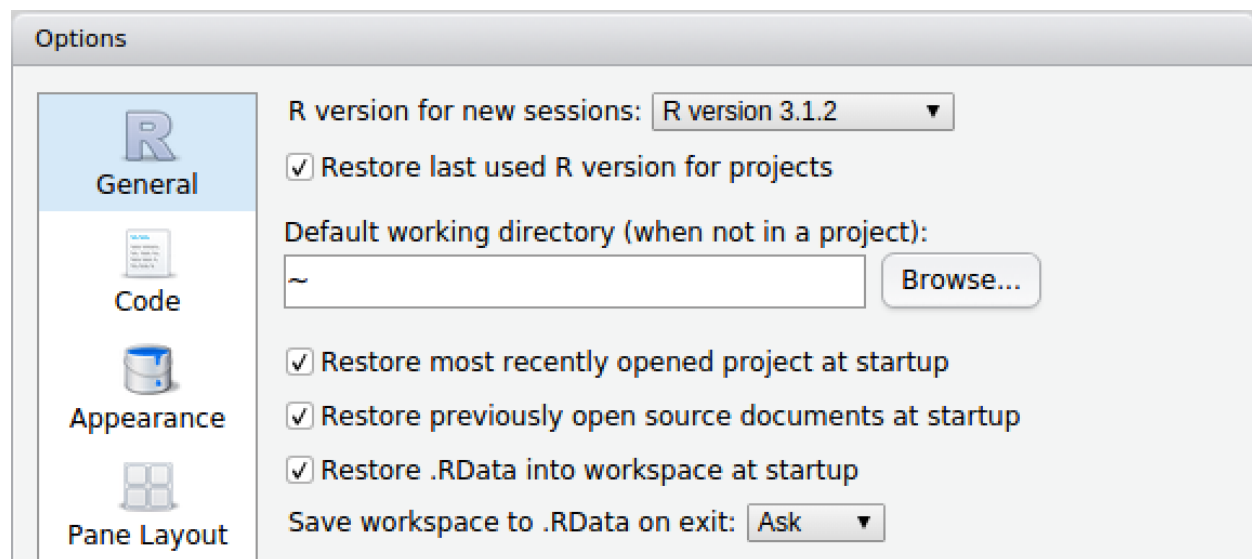 Options
General
Code
Appearance
Pane Layout
R version for new sessions: R version 3.1.2
Restore last used R version for projects
Default working directory (when not in a project):
~
Browse...
Restore most recently opened project at startup
Restore previously open source documents at startup
Restore .RData into workspace at startup
Save workspace to .RData on exit: Ask